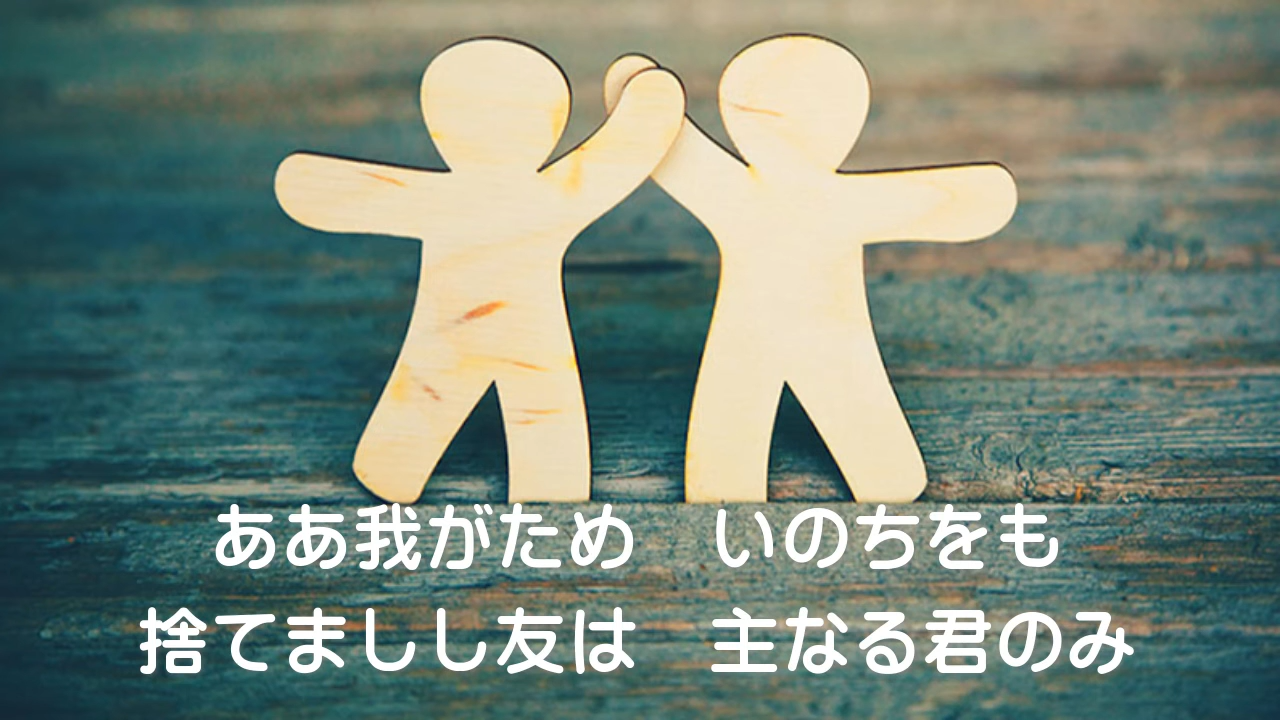 ああ我がため　いのちをも
捨てましし友は　主なる君のみ